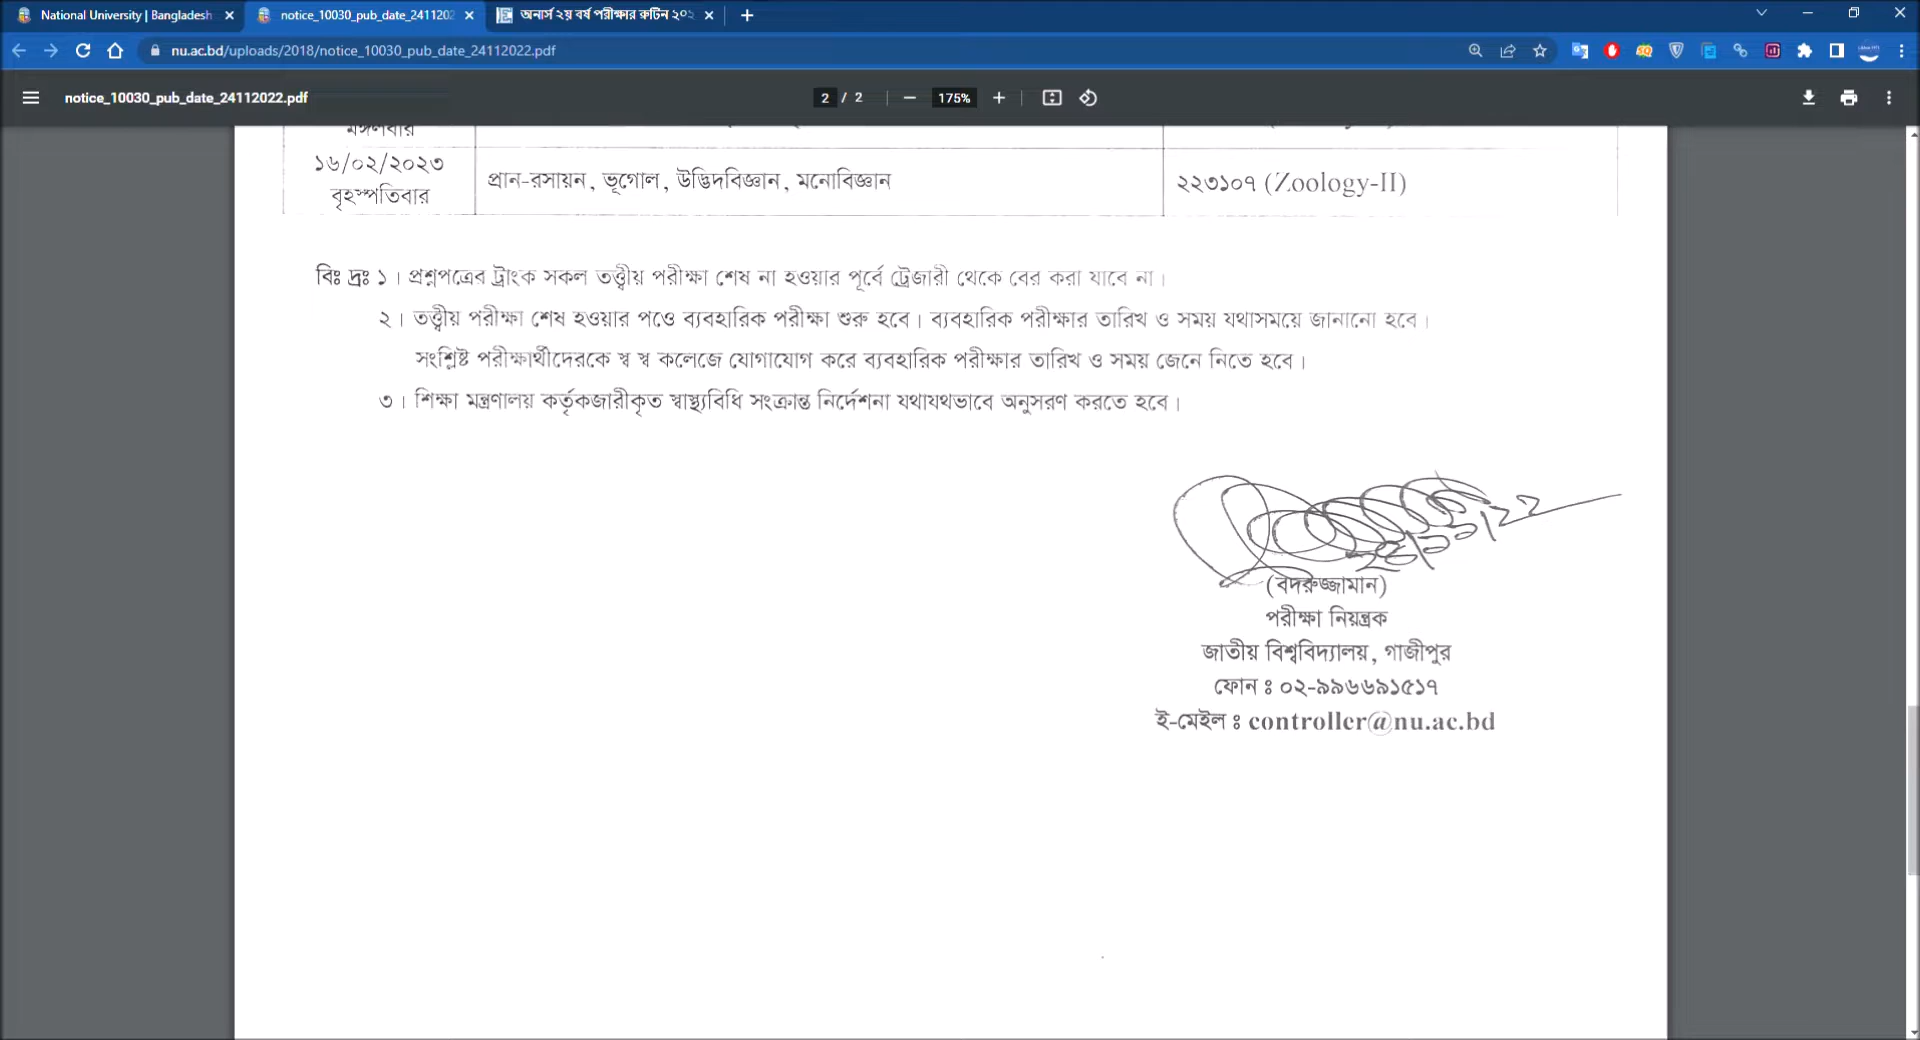 National University | Bangladesh
notice_10030_pub_date_241120
অনার্স ২য় বর্ষ পরীক্ষার রুটিন ২০
nu.ac.bd/uploads/2018/notice_10030_pub_date_24112022.pdf
notice_10030_pub_date_24112022.pdf
2 / 2
175%
মঙ্গলবার
১৬/০২/২০২৩
বৃহস্পতিবার
প্রান-রসায়ন, ভূগোল, উদ্ভিদবিজ্ঞান, মনোবিজ্ঞান
২২৩১০৭ (Zoology-II)
বিঃ দ্রঃ ১। প্রশ্নপত্রের ট্রাংক সকল তত্ত্বীয় পরীক্ষা শেষ না হওয়ার পূর্বে ট্রেজারী থেকে বের করা যাবে না।
২। তত্ত্বীয় পরীক্ষা শেষ হওয়ার পওে ব্যবহারিক পরীক্ষা শুরু হবে। ব্যবহারিক পরীক্ষার তারিখ ও সময় যথাসময়ে জানানো হবে।
সংশ্লিষ্ট পরীক্ষার্থীদেরকে স্ব স্ব কলেজে যোগাযোগ করে ব্যবহারিক পরীক্ষার তারিখ ও সময় জেনে নিতে হবে।
৩। শিক্ষা মন্ত্রণালয় কর্তৃকজারীকৃত স্বাস্থ্যবিধি সংক্রান্ত নির্দেশনা যথাযথভাবে অনুসরণ করতে হবে।
(বদরুজ্জামান)
পরীক্ষা নিয়ন্ত্রক
জাতীয় বিশ্ববিদ্যালয়, গাজীপুর
ফোন ঃ ০২-৯৯৬৬৯১৫১৭
ই-মেইল ঃ controller@nu.ac.bd